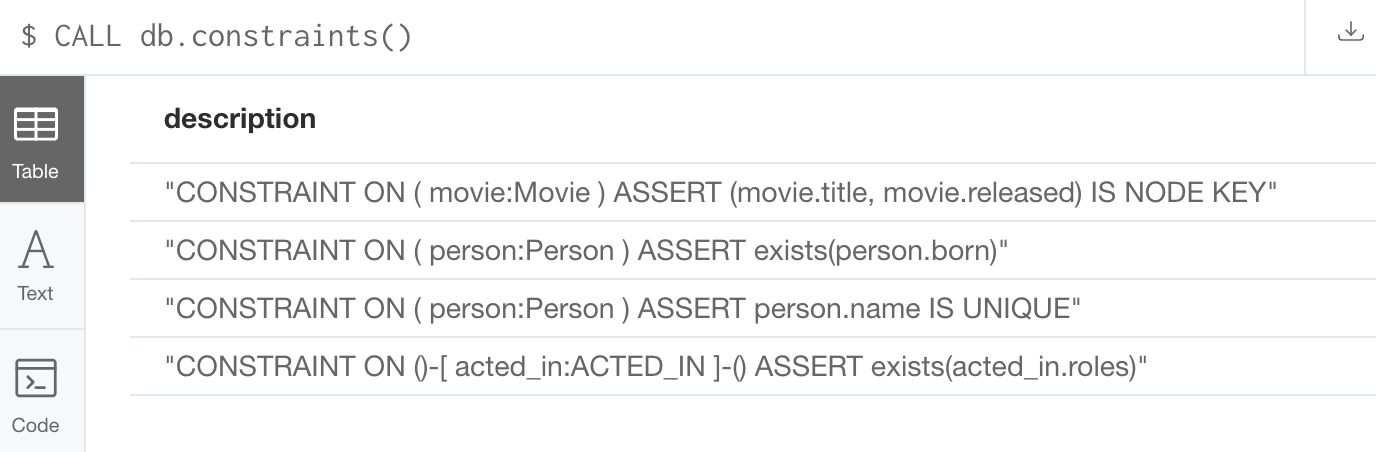 $ CALL db.constraints()
description
"CONSTRAINT ON ( movie:Movie ) ASSERT (movie.title, movie.released) IS NODE KEY"
Table
"CONSTRAINT ON ( person:Person ) ASSERT exists(person.born)"
Text
"CONSTRAINT ON ( person:Person ) ASSERT person.name IS UNIQUE"
"CONSTRAINT ON ()-[ acted_in:ACTED_IN ]-() ASSERT exists(acted_in.roles)"
Code